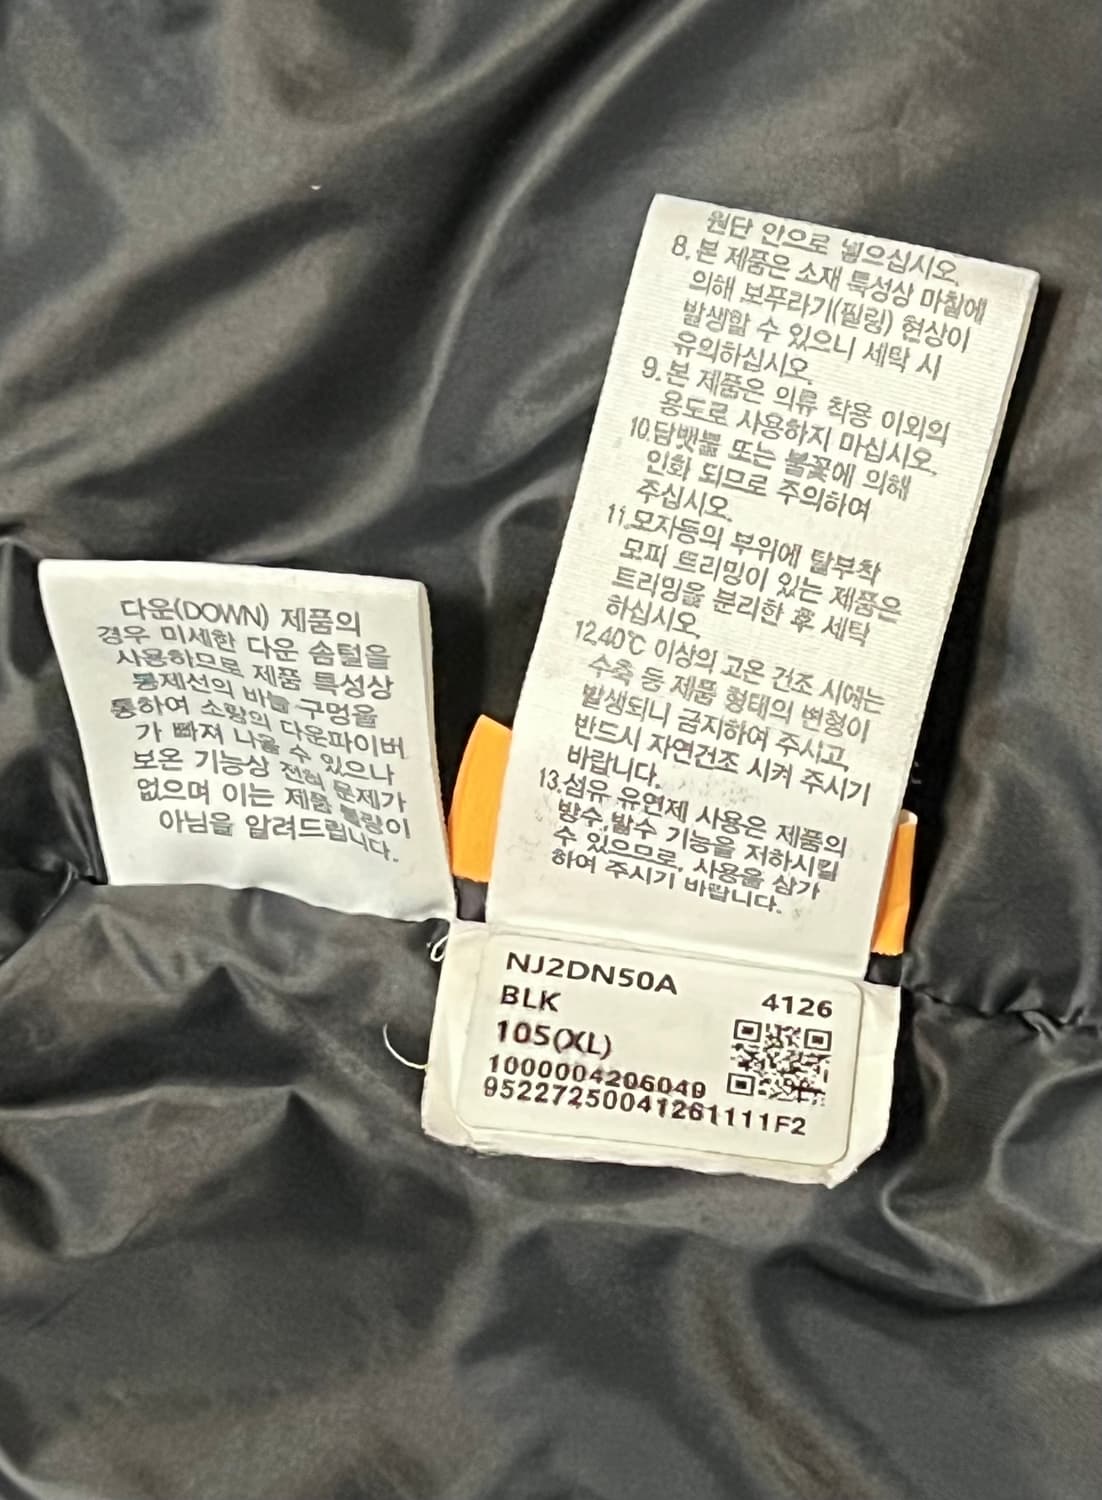 다운(DOWN) 제품의
경우 미세한 다운 솜털을
사용하므로 제품 특성상
봉제선의 바늘 구멍을
통하여 소량의 다운파이버
가 빠져 나올 수 있으나
보온 기능상 전혀 문제가
없으며 이는 제품 불량이
아님을 알려드립니다.
원단 안으로 넣으십시오.
8.본 제품은 소재 특성상 마찰에
의해 보푸라기(필링) 현상이
발생할 수 있으니 세탁 시
유의하십시오.
9.본 제품은 의류 착용 이외의
용도로 사용하지 마십시오.
10.담뱃불 또는 불꽃에 의해
인화 되므로 주의하여
주십시오.
11.모자등의 부위에 탈부착
모피 트리밍이 있는 제품은
트리밍을 분리한 후 세탁
하십시오.
12.40℃ 이상의 고온 건조 시에는
수축 등 제품 형태의 변형이
발생되니 금지하여 주시고,
반드시 자연건조 시켜 주시기
바랍니다.
13.섬유 유연제 사용은 제품의
방수,발수 기능을 저하시킬
수 있으므로, 사용을 삼가
하여 주시기 바랍니다.
NJ2DN50A
BLK 4126
105(XL)
1000004206049
95227250041261111F2